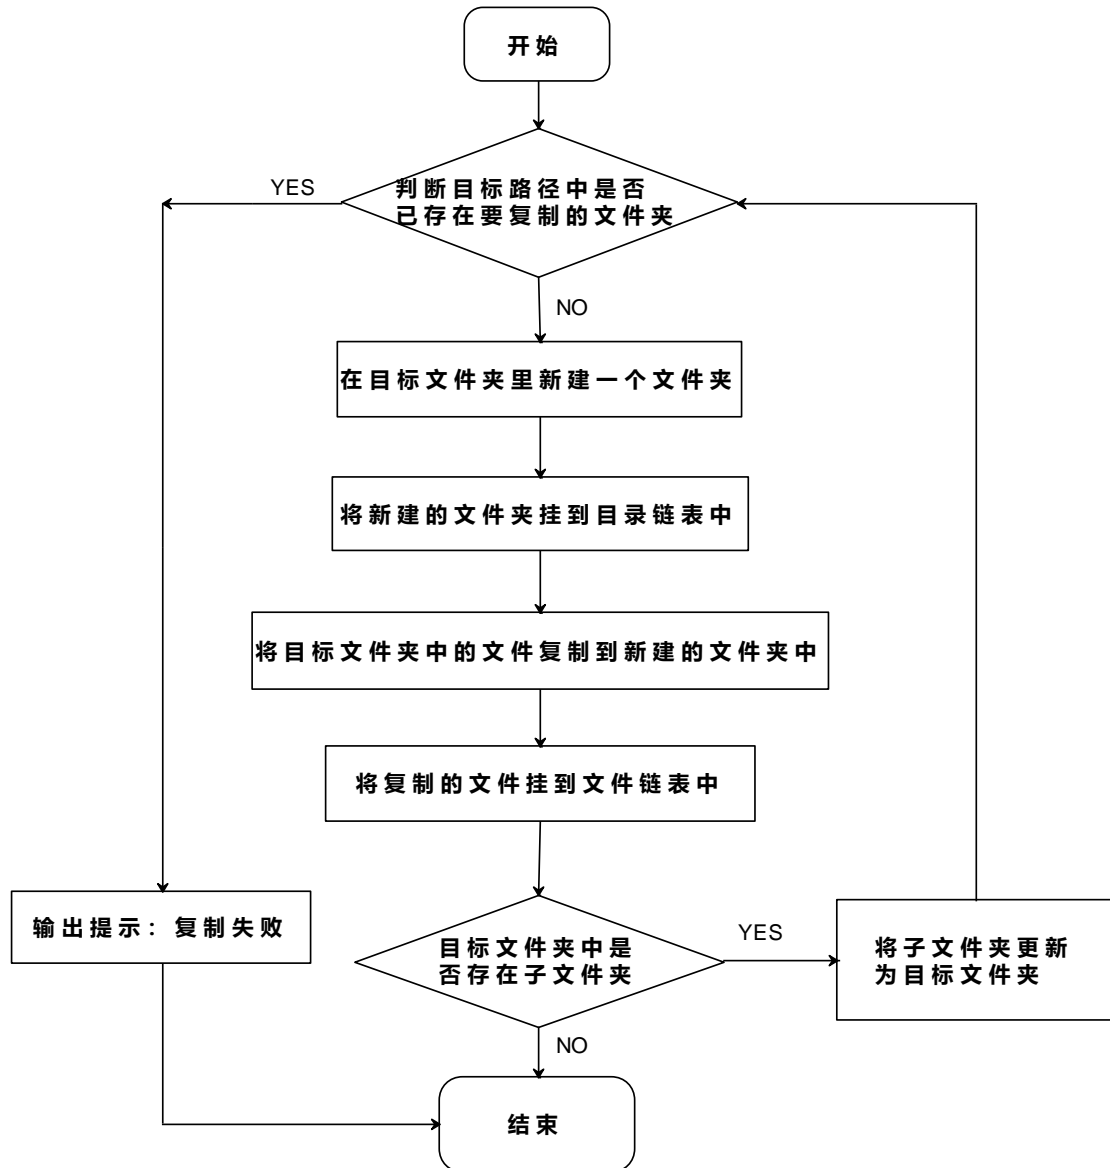 开始
YES
判断目标路径中是否
已存在要复制的文件夹
NO
在目标文件夹里新建一个文件夹
将新建的文件夹挂到目录链表中
将目标文件夹中的文件复制到新建的文件夹中
将复制的文件挂到文件链表中
输出提示：复制失败
目标文件夹中是
否存在子文件夹
YES
将子文件夹更新
为目标文件夹
NO
结束